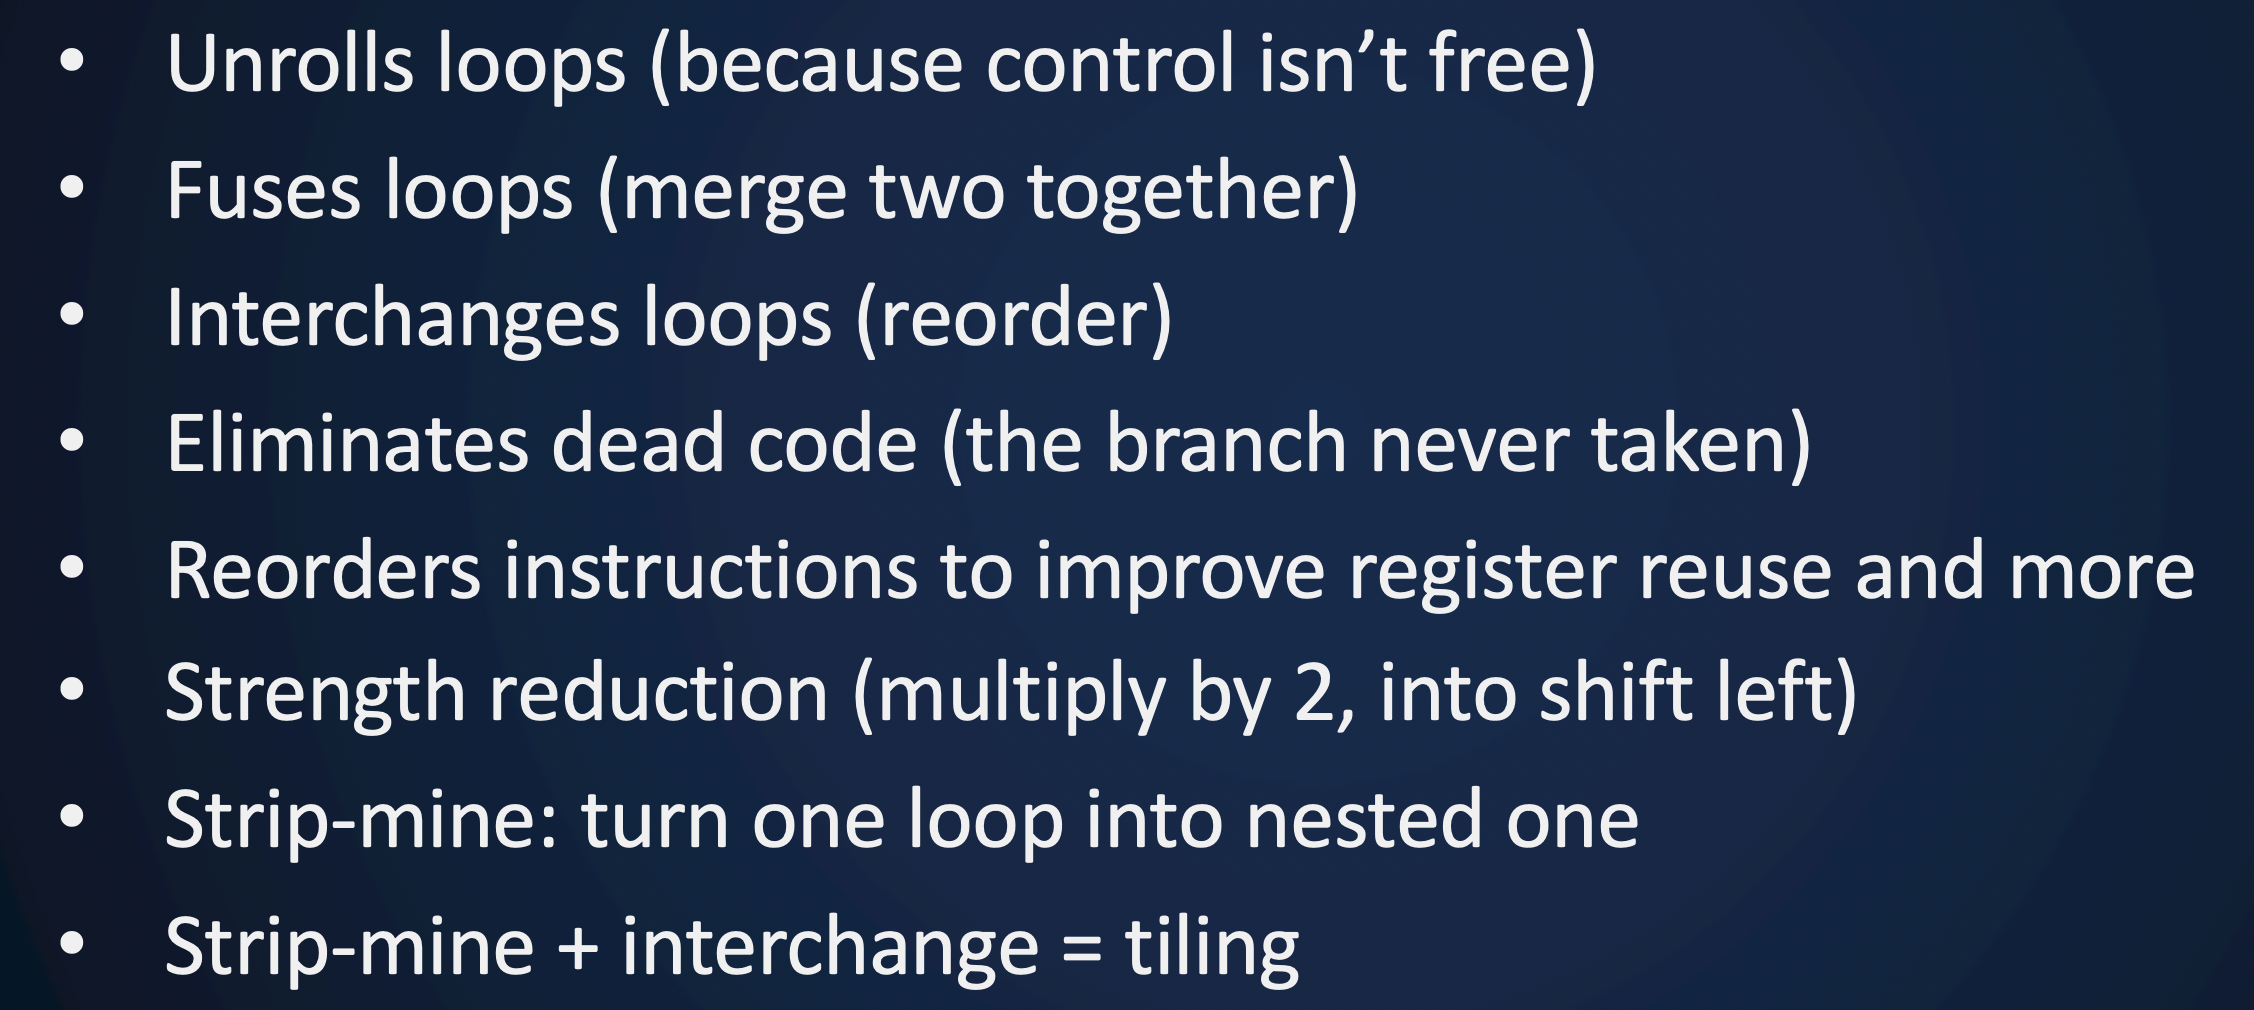 • Unrolls loops (because control isn’t free)
• Fuses loops (merge two together)
• Interchanges loops (reorder)
• Eliminates dead code (the branch never taken)
• Reorders instructions to improve register reuse and more
• Strength reduction (multiply by 2, into shift left)
• Strip-mine: turn one loop into nested one
• Strip-mine + interchange = tiling